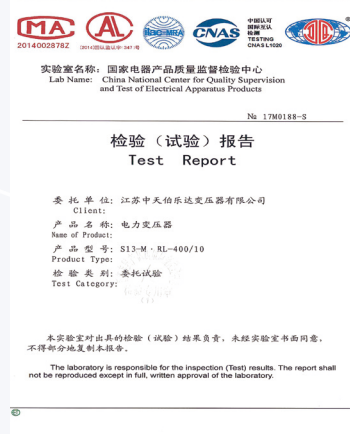 MA
AL
ilac-MRA
CNAS
中国认可
国际互认
检测
TESTING
CNAS L1020
2014002878Z
实验室名称：国家电器产品质量监督检验中心
Lab Name: China National Center for Quality Supervision
and Test of Electrical Apparatus Products
№ 17M0188-S
检验（试验）报告
Test Report
委 托 单 位：江苏中天伯乐达变压器有限公司
Client:
产 品 名 称：电力变压器
Name of Product:
产 品 型 号：S13-M·RL-400/10
Product Type:
检 验 类 别：委托试验
Test Category:
本实验室对出具的检验（试验）结果负责，未经实验室书面同意，
不得部分地复制本报告。
The laboratory is responsible for the inspection (Test) results. The report shall
not be reproduced except in full, written approval of the laboratory.